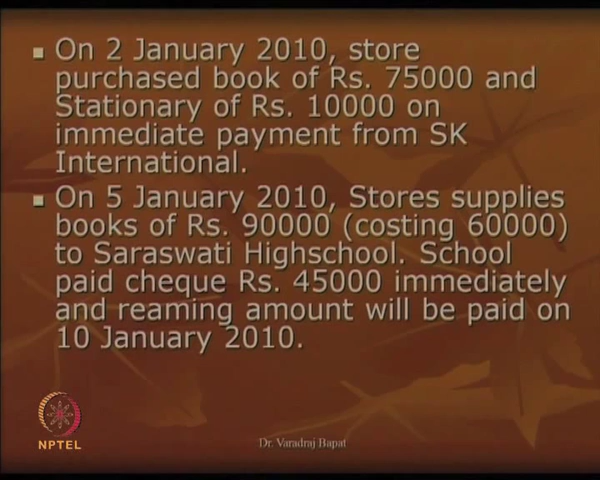 On 2 January 2010, store
purchased book of Rs. 75000 and
Stationary of Rs. 10000 on
immediate payment from SK
International.
On 5 January 2010, Stores supplies
books of Rs. 90000 (costing 60000)
to Saraswati Highschool. School
paid cheque Rs. 45000 immediately
and reaming amount will be paid on
10 January 2010.
NPTEL
Dr. Varadraj Bapat